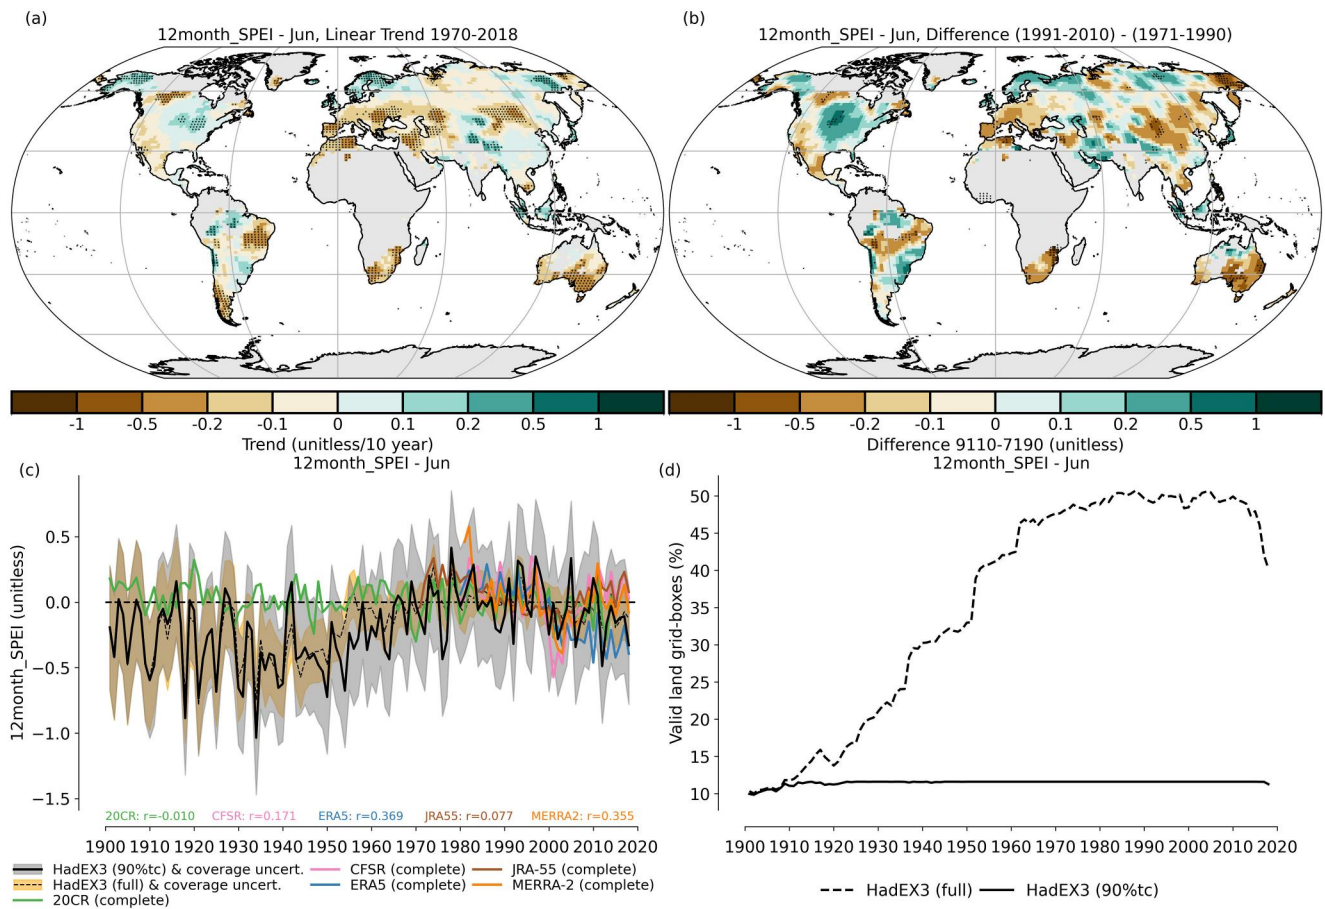 (a)
12month_SPEI - Jun, Linear Trend 1970-2018
(b)
12month_SPEI - Jun, Difference (1991-2010) - (1971-1990)
-1 -0.5 -0.2 -0.1 0 0.1 0.2 0.5 1
Trend (unitless/10 year)
-1 -0.5 -0.2 -0.1 0 0.1 0.2 0.5 1
Difference 9110-7190 (unitless)
(c)
12month_SPEI - Jun
12month_SPEI (unitless)
0.5
0.0
−0.5
−1.0
−1.5
20CR: r=-0.010 CFSR: r=0.171 ERA5: r=0.369 JRA55: r=0.077 MERRA2: r=0.355
1900 1910 1920 1930 1940 1950 1960 1970 1980 1990 2000 2010 2020
HadEX3 (90%tc) & coverage uncert.
HadEX3 (full) & coverage uncert.
20CR (complete)
CFSR (complete)
ERA5 (complete)
JRA-55 (complete)
MERRA-2 (complete)
(d)
12month_SPEI - Jun
Valid land grid-boxes (%)
50
45
40
35
30
25
20
15
10
1900 1910 1920 1930 1940 1950 1960 1970 1980 1990 2000 2010 2020
HadEX3 (full) HadEX3 (90%tc)